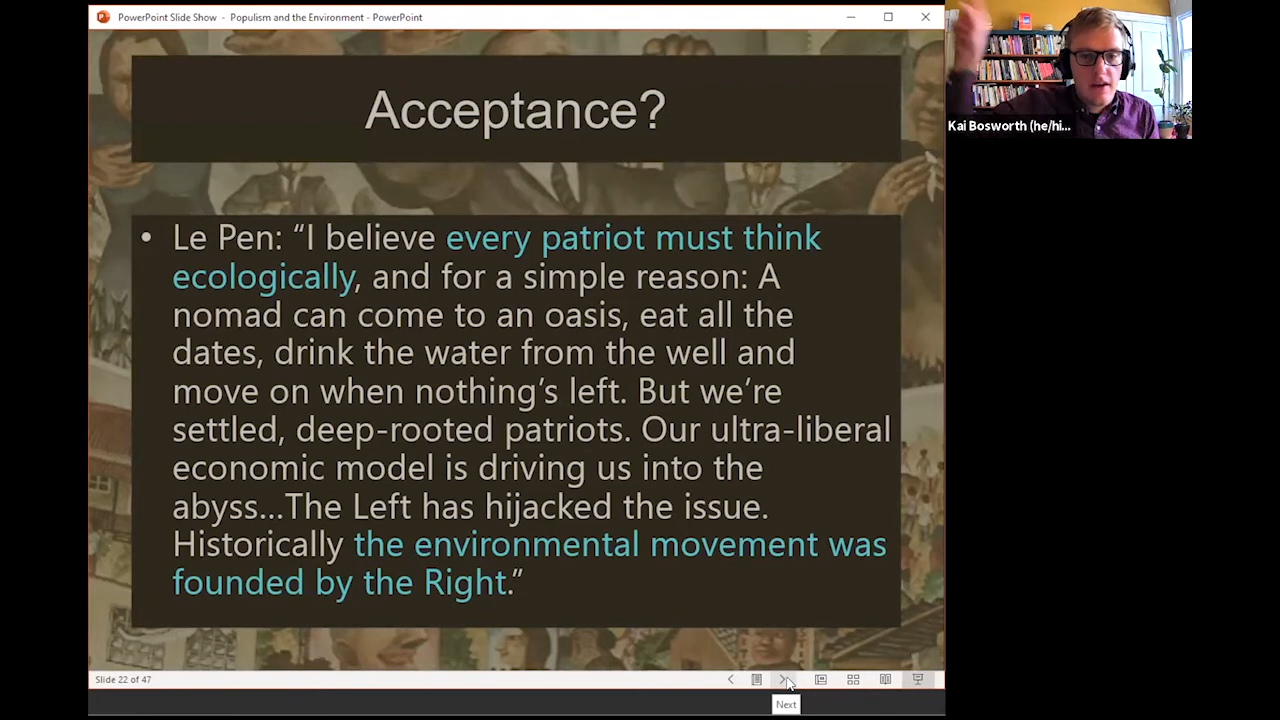 PowerPoint Slide Show - Populism and the Environment - PowerPoint
Kai Bosworth (he/hi...
Acceptance?
• Le Pen: “I believe every patriot must think
ecologically, and for a simple reason: A
nomad can come to an oasis, eat all the
dates, drink the water from the well and
move on when nothing’s left. But we’re
settled, deep-rooted patriots. Our ultra-liberal
economic model is driving us into the
abyss...The Left has hijacked the issue.
Historically the environmental movement was
founded by the Right.”
Slide 22 of 47
Next